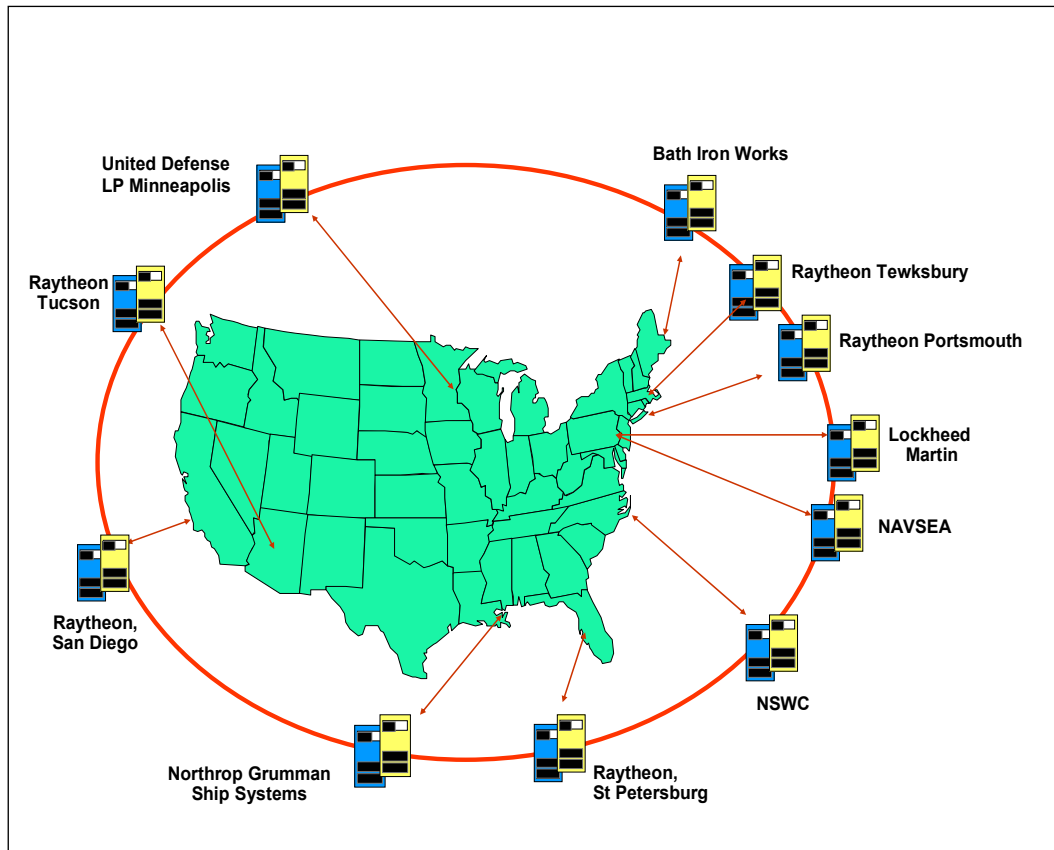 United Defense
LP Minneapolis
Bath Iron Works
Raytheon
Tucson
Raytheon Tewksbury
Raytheon Portsmouth
Lockheed
Martin
NAVSEA
Raytheon,
San Diego
NSWC
Northrop Grumman
Ship Systems
Raytheon,
St Petersburg